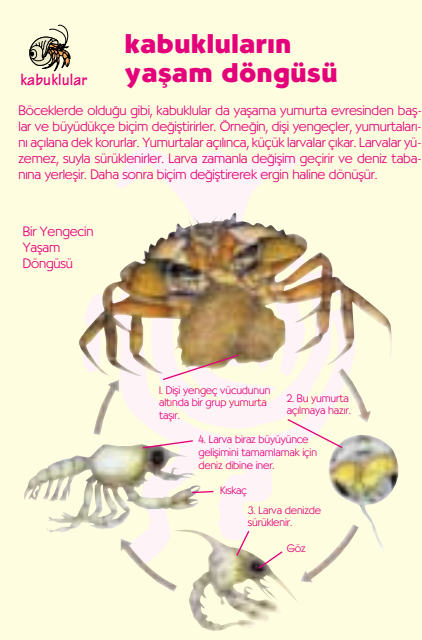 kabukluların
yaşam döngüsü
kabuklular
Böceklerde olduğu gibi, kabuklular da yaşama yumurta evresinden baş-
lar ve büyüdükçe biçim değiştirirler. Örneğin, dişi yengeçler, yumurtaları-
nı açılana dek korurlar. Yumurtalar açılınca, küçük larvalar çıkar. Larvalar yü-
zemez, suyla sürüklenirler. Larva zamanla değişim geçirir ve deniz taba-
nına yerleşir. Daha sonra biçim değiştirerek ergin haline dönüşür.
Bir Yengecin
Yaşam
Döngüsü
1. Dişi yengeç vücudunun
altında bir grup yumurta
taşır.
2. Bu yumurta
açılmaya hazır.
4. Larva biraz büyüyünce
gelişimini tamamlamak için
deniz dibine iner.
Kıskaç
3. Larva denizde
sürüklenir.
Göz